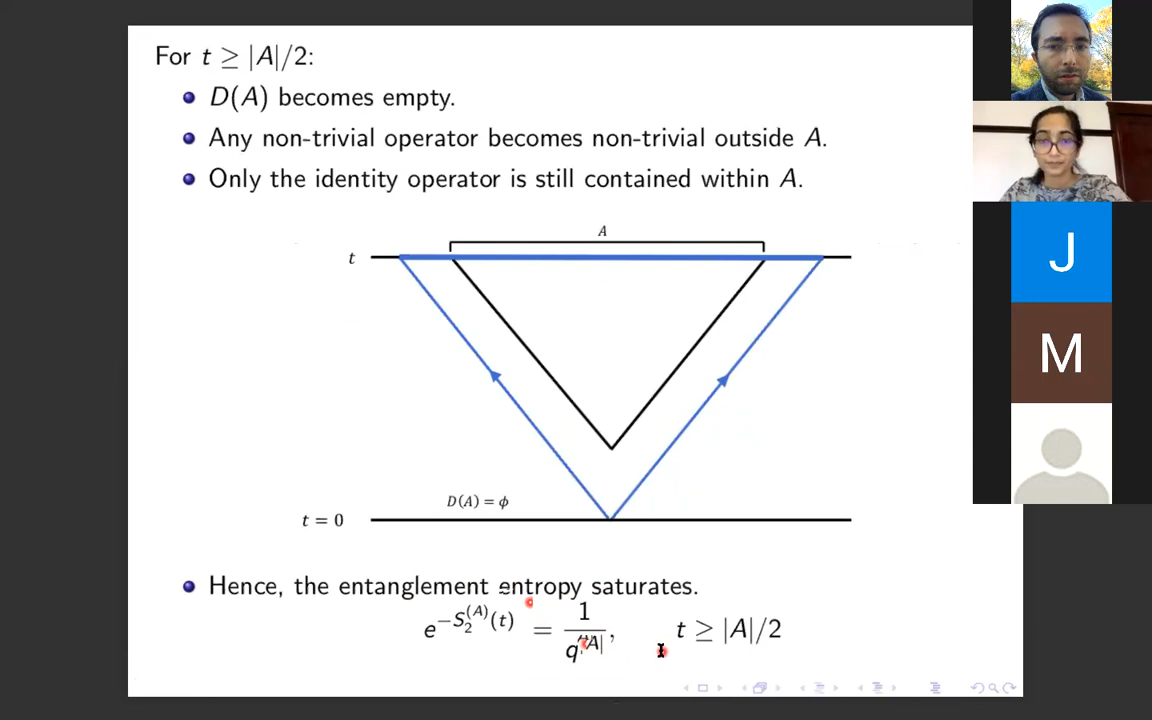 For t ≥ |A|/2:
D(A) becomes empty.
Any non-trivial operator becomes non-trivial outside A.
Only the identity operator is still contained within A.
A
t
D(A) = ϕ
t = 0
Hence, the entanglement entropy saturates.
e^{−S_2^{(A)}(t)} = 1/q^{|A|}, t ≥ |A|/2
J
M